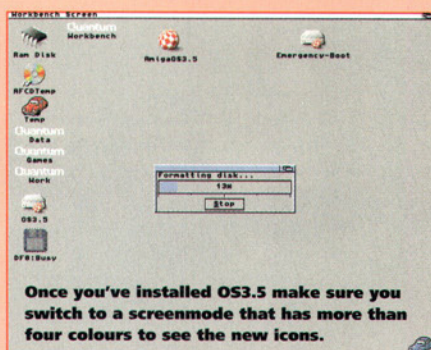 Workbench Screen
Quantum
Workbench
Ram Disk
AmigaOS3.5
Emergency-Boot
AFCDTemp
Temp
Quantum
Data
Quantum
Games
Quantum
Work
Formatting disk...
13%
Stop
OS3.5
DF0:Busy
Once you've installed OS3.5 make sure you
switch to a screenmode that has more than
four colours to see the new icons.